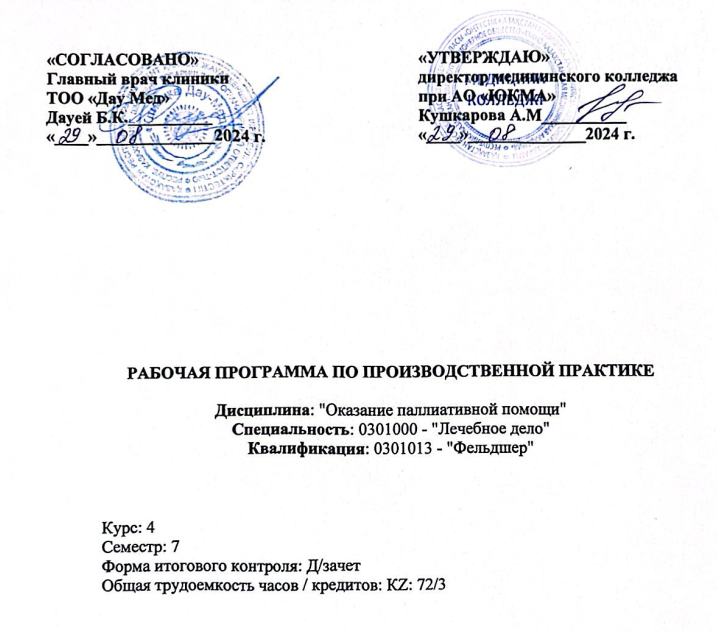 «СОГЛАСОВАНО»
Главный врач клиники
ТОО «Дау Мед»
Дауей Б.К.
«29» 08 2024 г.
«УТВЕРЖДАЮ»
директор медицинского колледжа
при АО «ЮКМА»
Кушкарова А.М
«29» 08 2024 г.
РАБОЧАЯ ПРОГРАММА ПО ПРОИЗВОДСТВЕННОЙ ПРАКТИКЕ
Дисциплина: "Оказание паллиативной помощи"
Специальность: 0301000 - "Лечебное дело"
Квалификация: 0301013 - "Фельдшер"
Курс: 4
Семестр: 7
Форма итогового контроля: Д/зачет
Общая трудоемкость часов / кредитов: KZ: 72/3